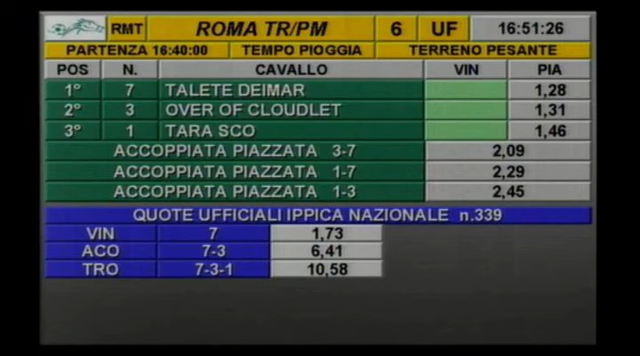 RMT ROMA TR/PM 6 UF 16:51:26
PARTENZA 16:40:00 TEMPO PIOGGIA TERRENO PESANTE
POS N. CAVALLO VIN PIA
1° 7 TALETE DEIMAR 1,28
2° 3 OVER OF CLOUDLET 1,31
3° 1 TARA SCO 1,46
ACCOPPIATA PIAZZATA 3-7 2,09
ACCOPPIATA PIAZZATA 1-7 2,29
ACCOPPIATA PIAZZATA 1-3 2,45
QUOTE UFFICIALI IPPICA NAZIONALE n.339
VIN 7 1,73
ACO 7-3 6,41
TRO 7-3-1 10,58